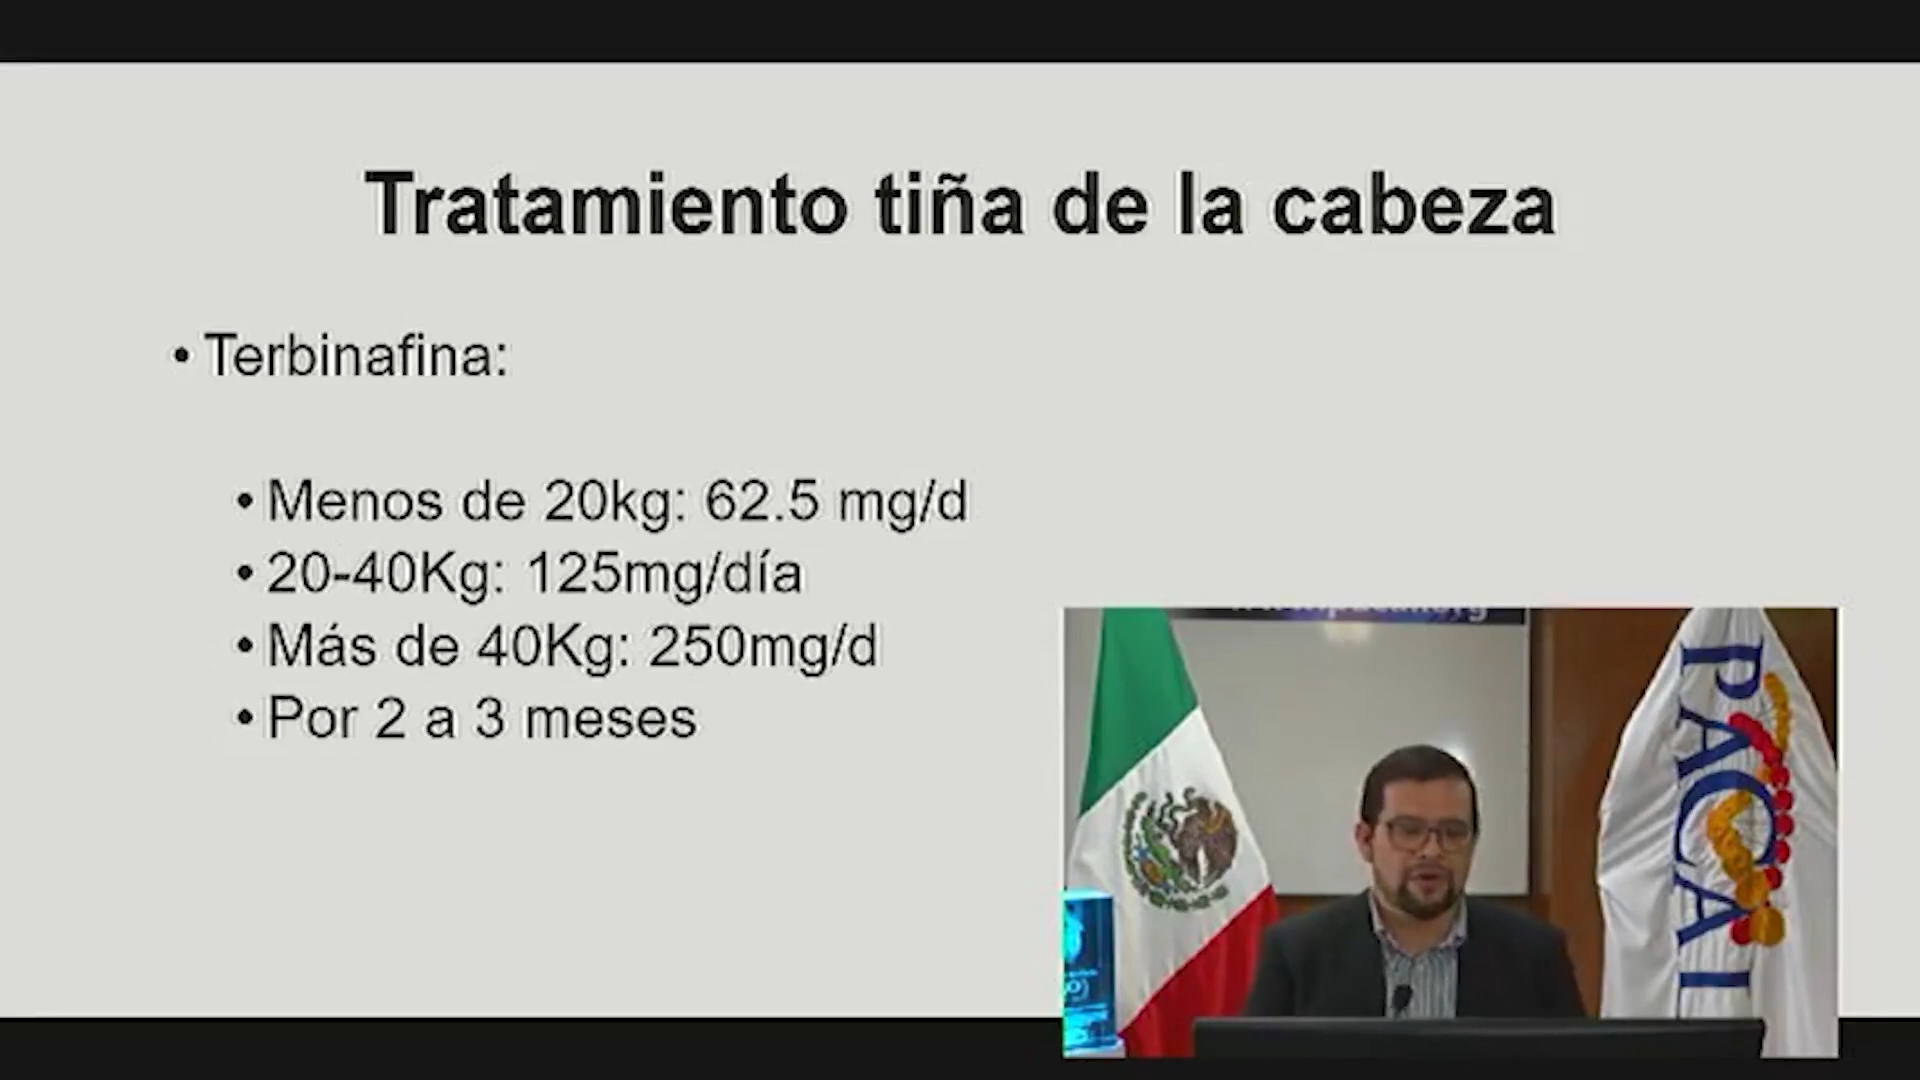 Tratamiento tiña de la cabeza
• Terbinafina:
• Menos de 20kg: 62.5 mg/d
• 20-40Kg: 125mg/día
• Más de 40Kg: 250mg/d
• Por 2 a 3 meses
PACAL